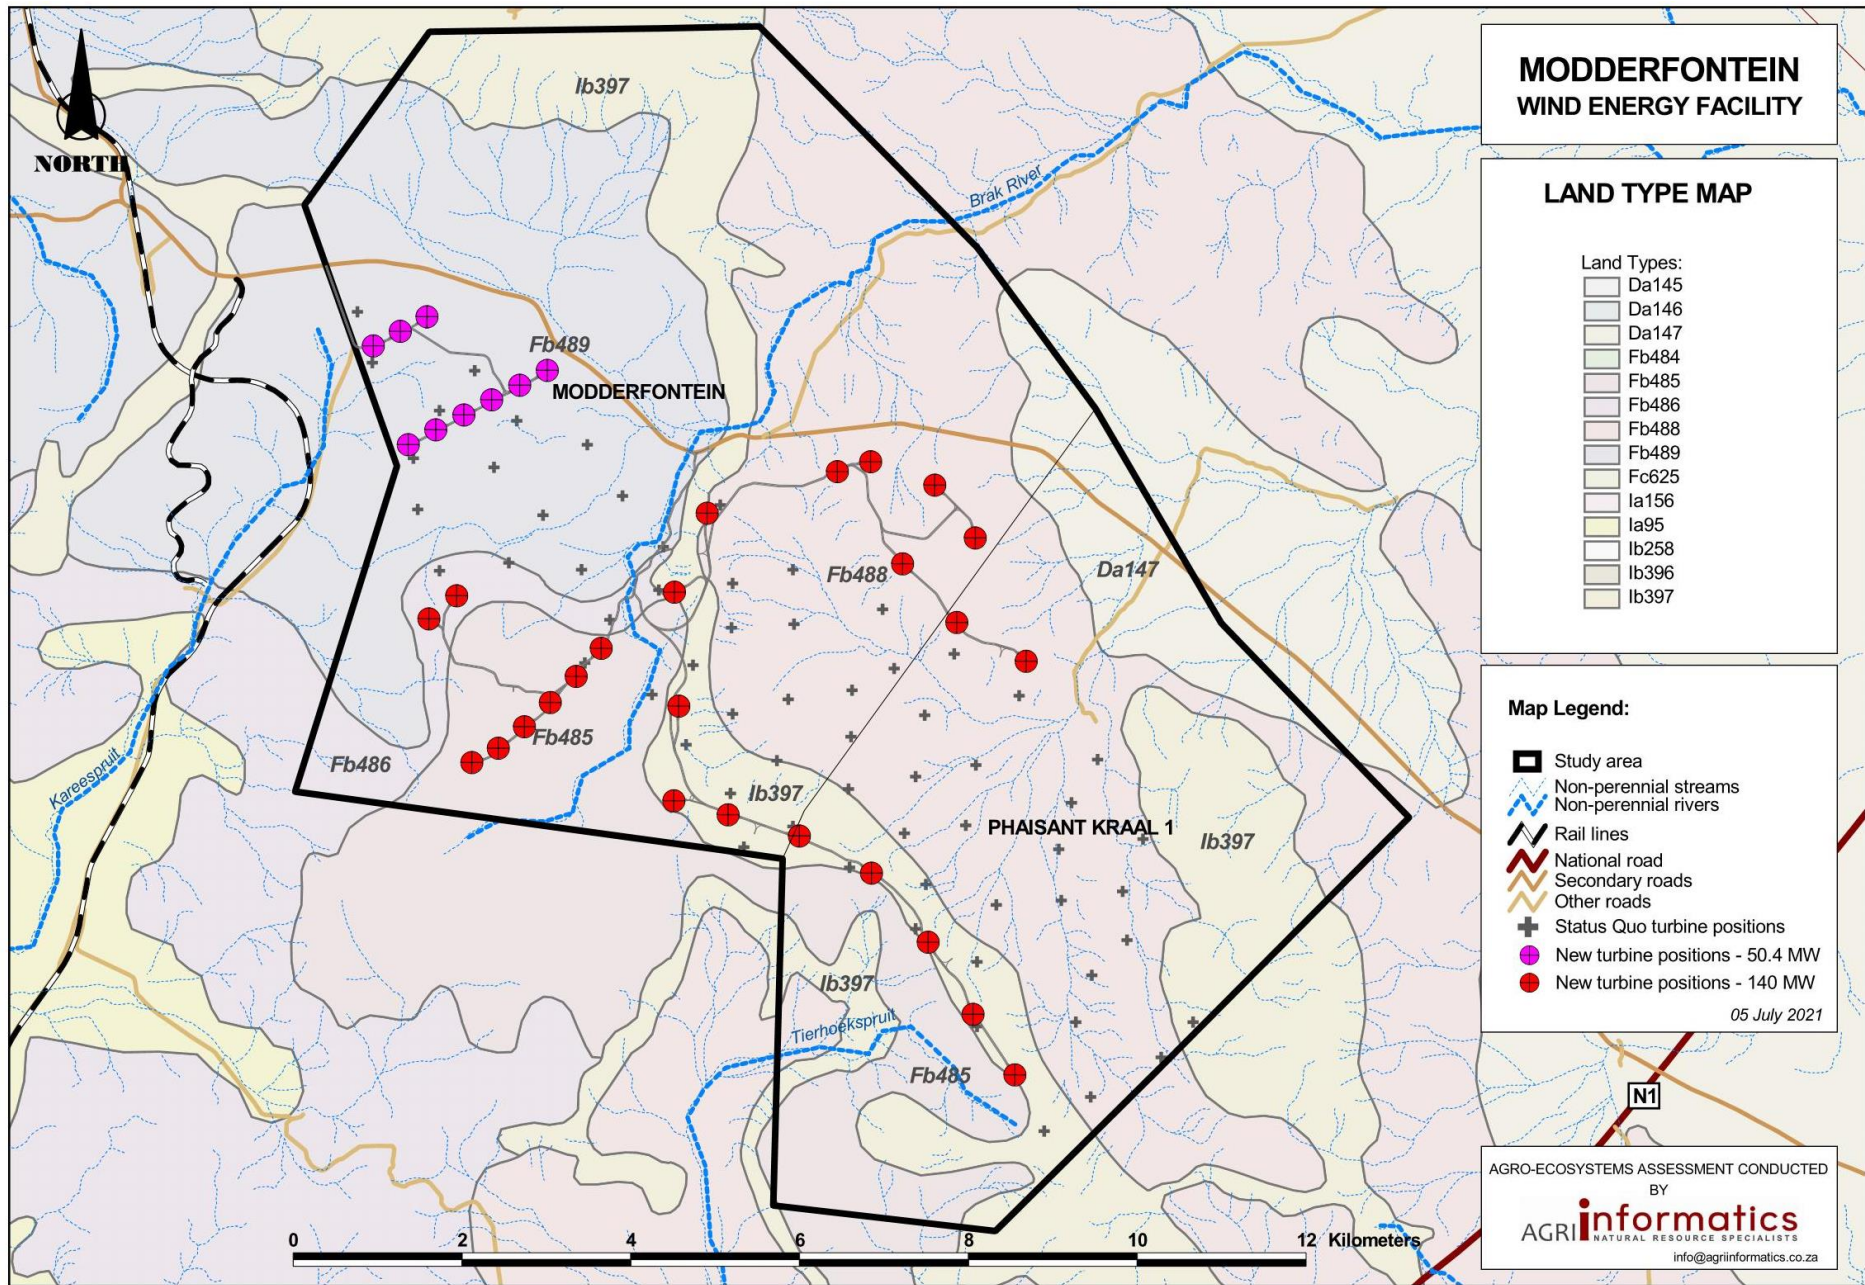 NORTH
Ib397
Brak River
Fb489
MODDERFONTEIN
Fb488
Da147
Fb485
Fb486
Kareespruit
Ib397
PHAISANT KRAAL 1
Ib397
Ib397
Tierhoekspruit
Fb485
N1
0 2 4 6 8 10 12 Kilometers
MODDERFONTEIN
WIND ENERGY FACILITY
LAND TYPE MAP
Land Types:
Da145
Da146
Da147
Fb484
Fb485
Fb486
Fb488
Fb489
Fc625
Ia156
Ia95
Ib258
Ib396
Ib397
Map Legend:
Study area
Non-perennial streams
Non-perennial rivers
Rail lines
National road
Secondary roads
Other roads
Status Quo turbine positions
New turbine positions - 50.4 MW
New turbine positions - 140 MW
05 July 2021
AGRO-ECOSYSTEMS ASSESSMENT CONDUCTED
BY
AGRI informatics
NATURAL RESOURCE SPECIALISTS
info@agriinformatics.co.za